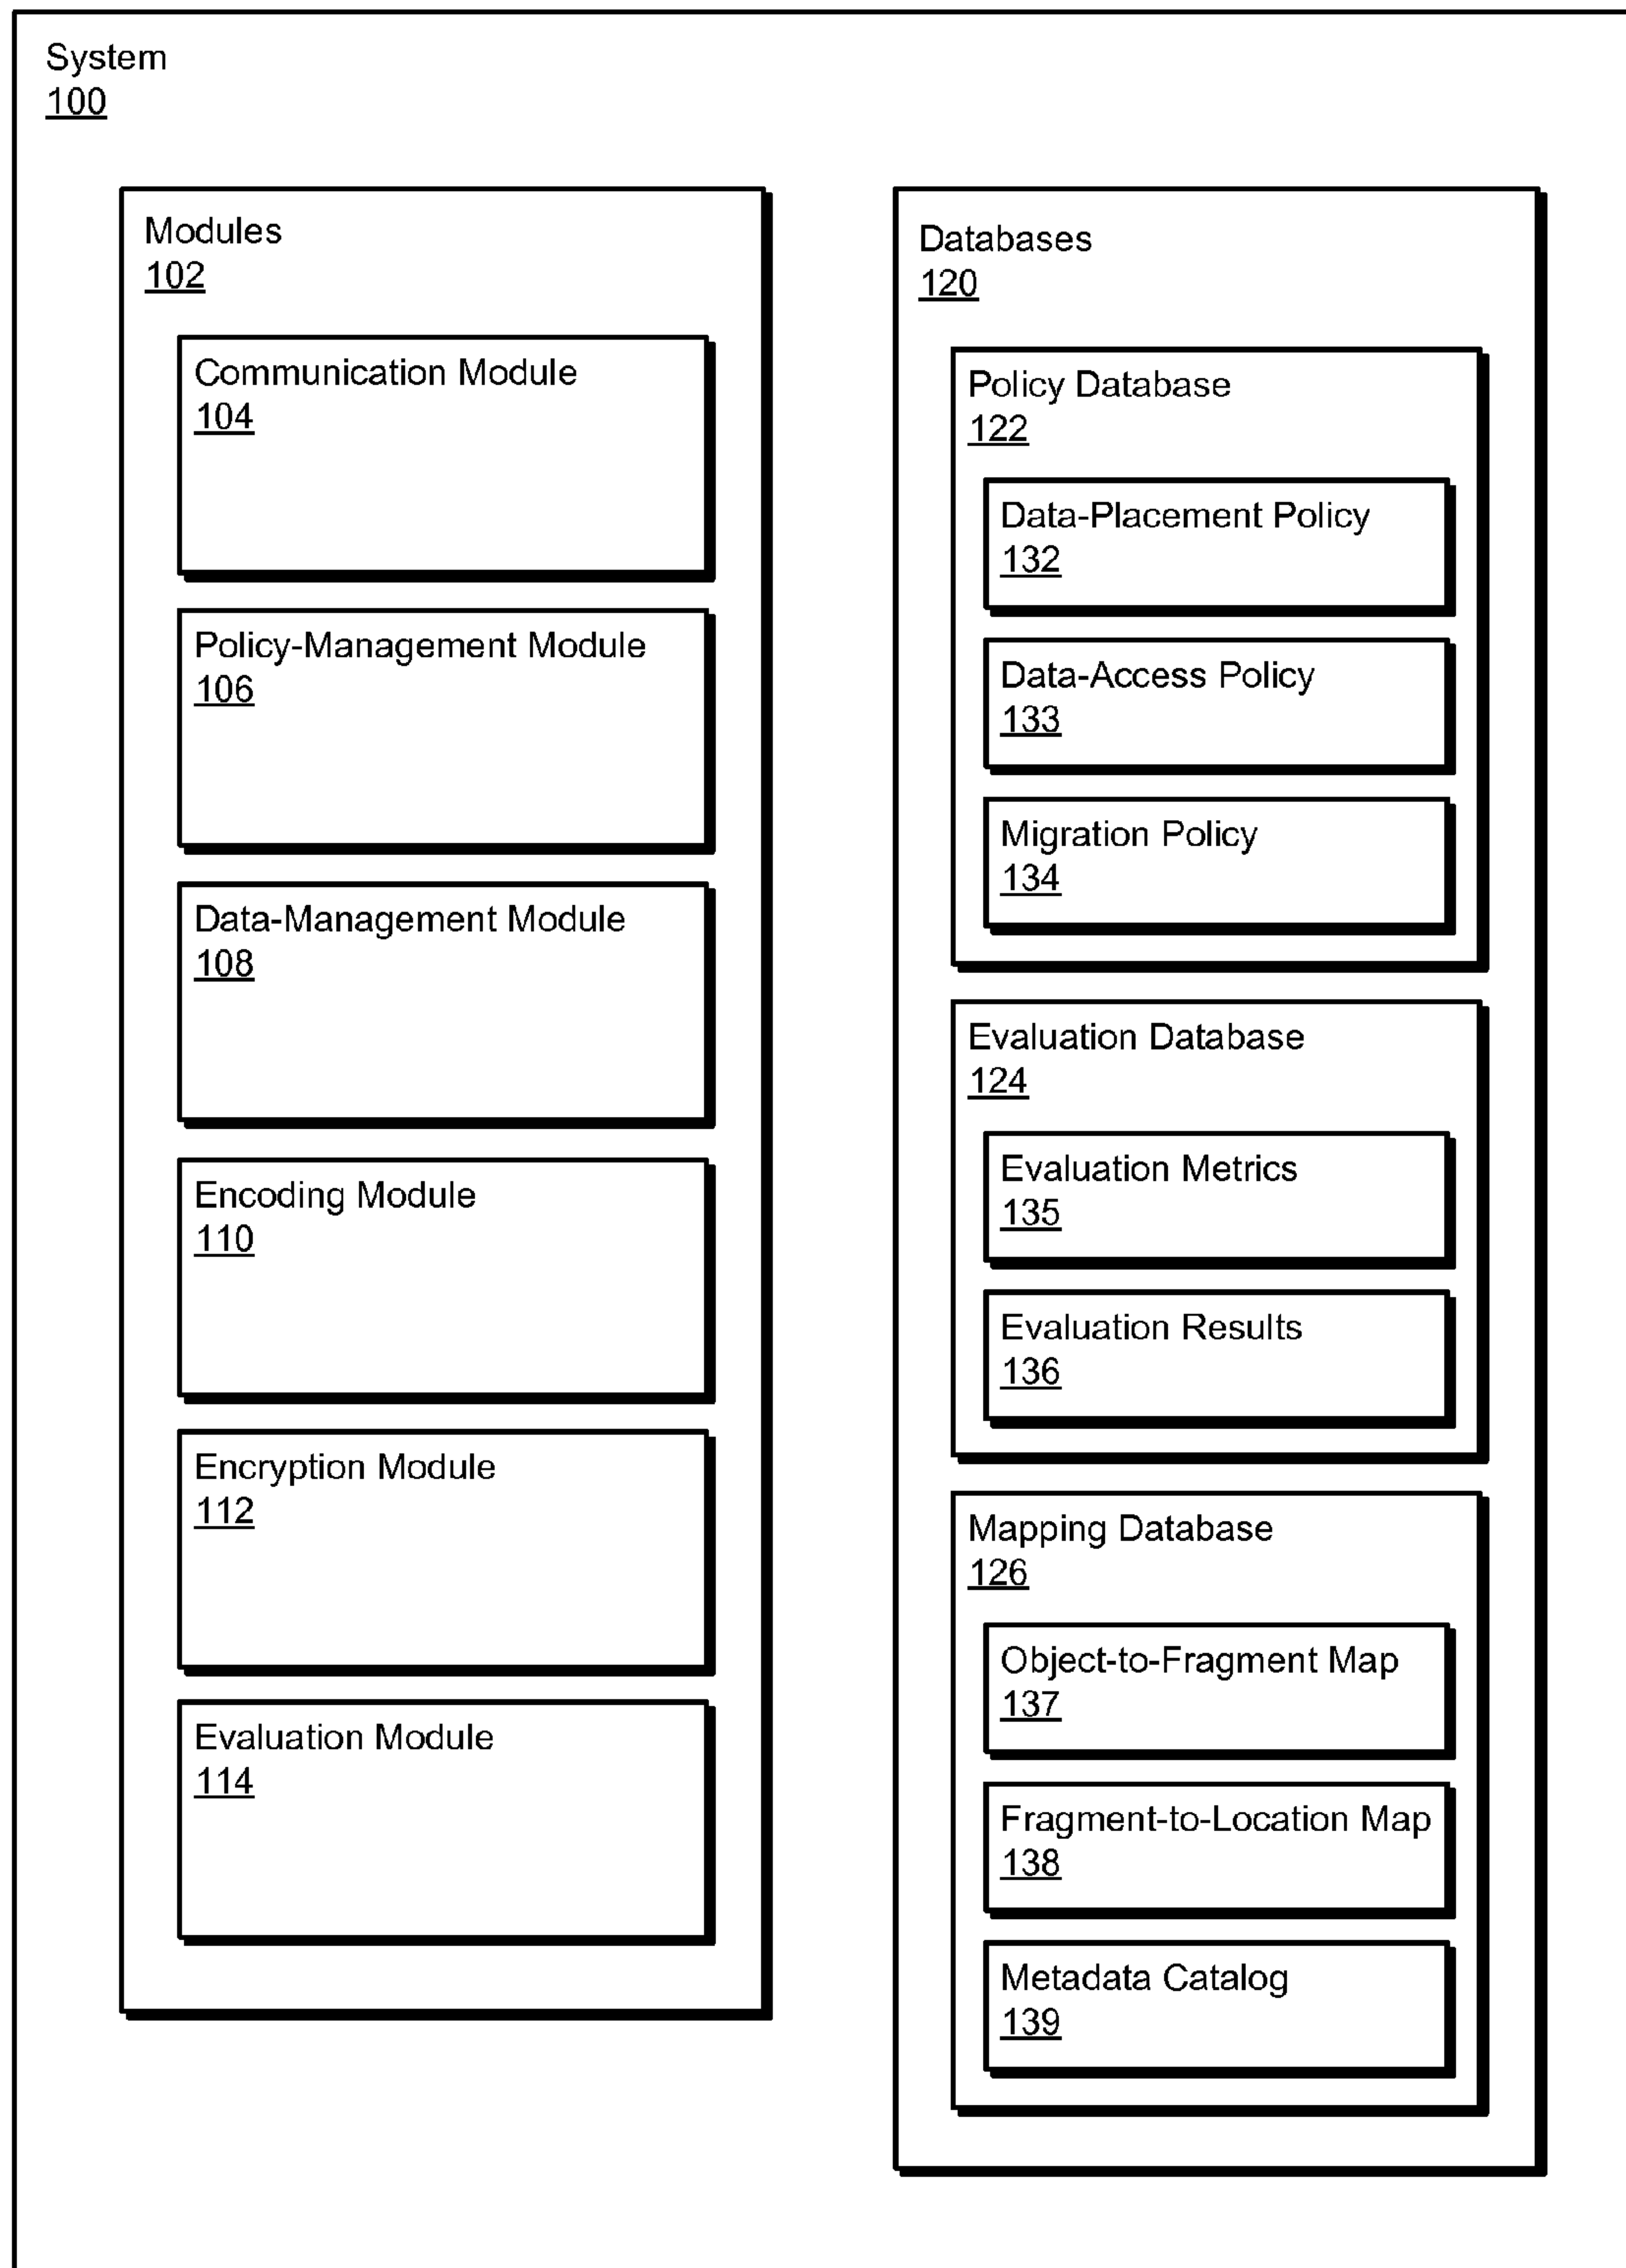 System
100
Modules
102
Communication Module
104
Policy-Management Module
106
Data-Management Module
108
Encoding Module
110
Encryption Module
112
Evaluation Module
114
Databases
120
Policy Database
122
Data-Placement Policy
132
Data-Access Policy
133
Migration Policy
134
Evaluation Database
124
Evaluation Metrics
135
Evaluation Results
136
Mapping Database
126
Object-to-Fragment Map
137
Fragment-to-Location Map
138
Metadata Catalog
139